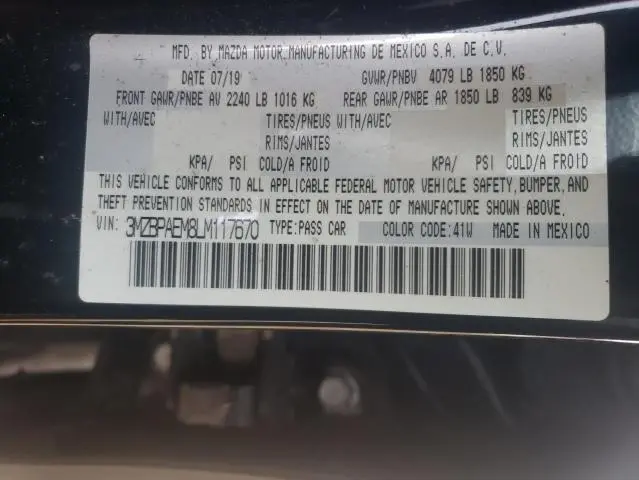 MFD. BY MAZDA MOTOR MANUFACTURING DE MEXICO S.A. DE C.V.
DATE 07/19 GVWR/PNBV 4079 LB 1850 KG
FRONT GAWR/PNBE AV 2240 LB 1016 KG REAR GAWR/PNBE AR 1850 LB 839 KG
WITH/AVEC TIRES/PNEUS WITH/AVEC TIRES/PNEUS
RIMS/JANTES RIMS/JANTES
KPA/ PSI COLD/A FROID KPA/ PSI COLD/A FROID
THIS VEHICLE CONFORMS TO ALL APPLICABLE FEDERAL MOTOR VEHICLE SAFETY, BUMPER, AND
THEFT PREVENTION STANDARDS IN EFFECT ON THE DATE OF MANUFACTURE SHOWN ABOVE.
VIN: 3MZBPAEM8LM117670 TYPE:PASS CAR COLOR CODE:41W MADE IN MEXICO